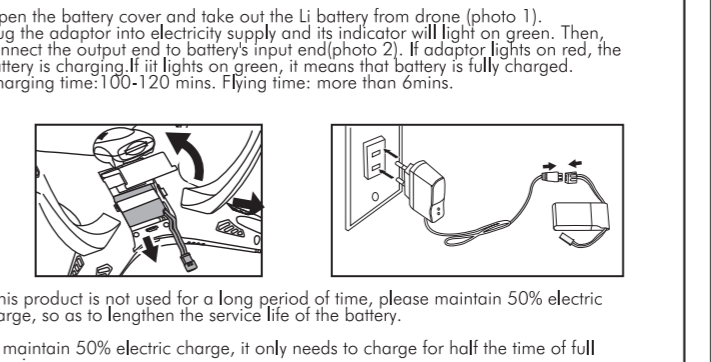 pen the battery cover and take out the Li battery from drone (photo 1).
ug the adaptor into electricity supply and its indicator will light on green. Then,
nnect the output end to battery's input end(photo 2). If adaptor lights on red, the
ttery is charging.If iit lights on green, it means that battery is fully charged.
harging time:100-120 mins. Flying time: more than 6mins.
his product is not used for a long period of time, please maintain 50% electric
arge, so as to lengthen the service life of the battery.
maintain 50% electric charge, it only needs to charge for half the time of full